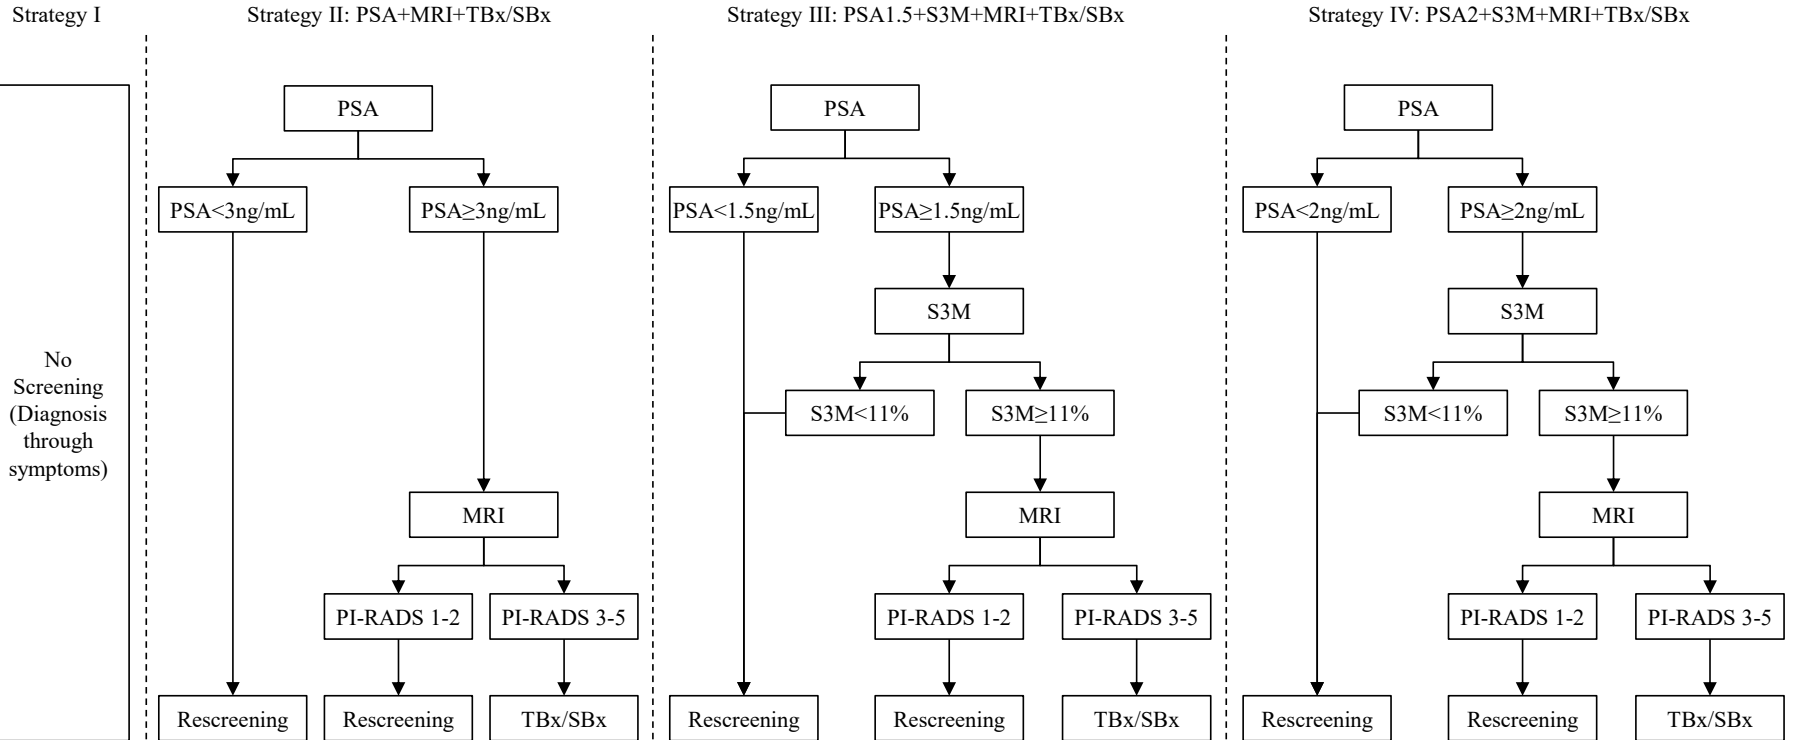 Strategy I
No
Screening
(Diagnosis
through
symptoms)
Strategy II: PSA+MRI+TBx/SBx
PSA
PSA<3ng/mL
PSA≥3ng/mL
MRI
PI-RADS 1-2
PI-RADS 3-5
Rescreening
Rescreening
TBx/SBx
Strategy III: PSA1.5+S3M+MRI+TBx/SBx
PSA
PSA<1.5ng/mL
PSA≥1.5ng/mL
S3M
S3M<11%
S3M≥11%
MRI
PI-RADS 1-2
PI-RADS 3-5
Rescreening
Rescreening
TBx/SBx
Strategy IV: PSA2+S3M+MRI+TBx/SBx
PSA
PSA<2ng/mL
PSA≥2ng/mL
S3M
S3M<11%
S3M≥11%
MRI
PI-RADS 1-2
PI-RADS 3-5
Rescreening
Rescreening
TBx/SBx